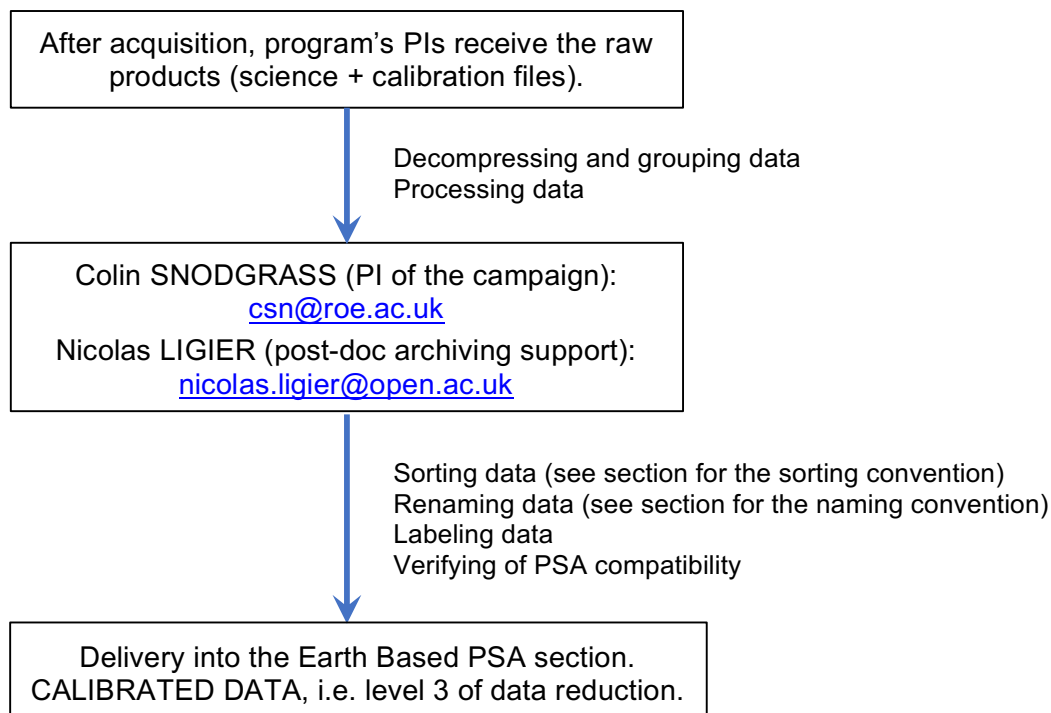 After acquisition, program’s PIs receive the raw
products (science + calibration files).
Decompressing and grouping data
Processing data
Colin SNODGRASS (PI of the campaign):
csn@roe.ac.uk
Nicolas LIGIER (post-doc archiving support):
nicolas.ligier@open.ac.uk
Sorting data (see section for the sorting convention)
Renaming data (see section for the naming convention)
Labeling data
Verifying of PSA compatibility
Delivery into the Earth Based PSA section.
CALIBRATED DATA, i.e. level 3 of data reduction.